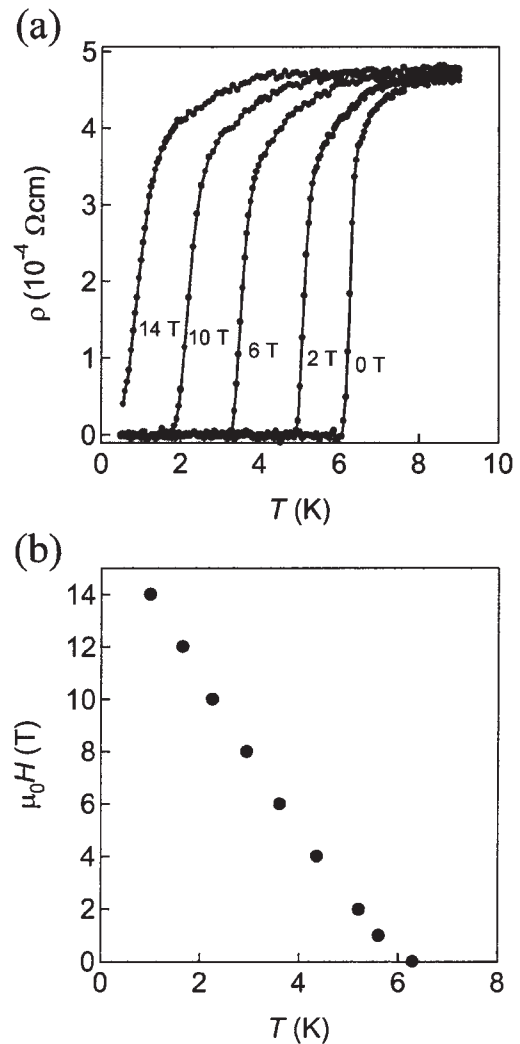 (a)
5
4
3
2
1
0
ρ (10⁻⁴ Ωcm)
14 T
10 T
6 T
2 T
0 T
0 2 4 6 8 10
T (K)
(b)
14
12
10
8
6
4
2
0
μ₀H (T)
0 2 4 6 8
T (K)